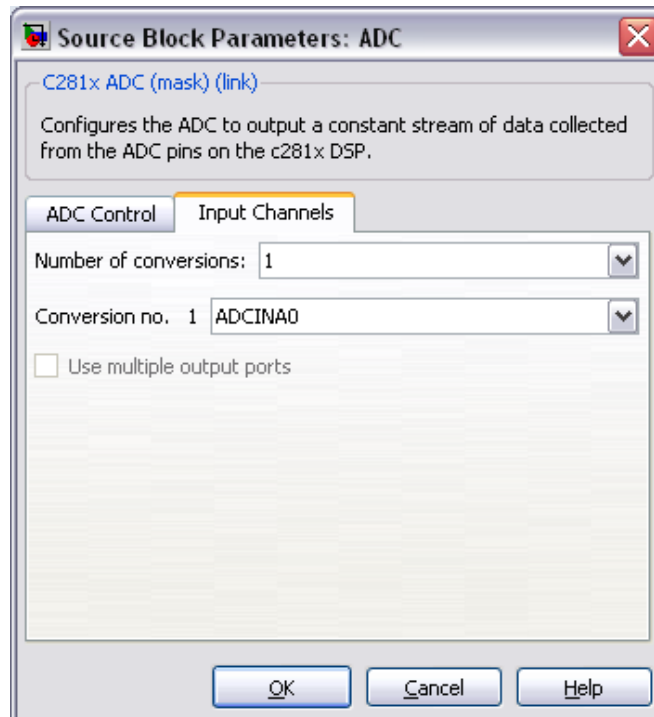 Source Block Parameters: ADC
C281x ADC (mask) (link)
Configures the ADC to output a constant stream of data collected
from the ADC pins on the c281x DSP.
ADC Control Input Channels
Number of conversions: 1
Conversion no. 1 ADCINA0
Use multiple output ports
OK Cancel Help